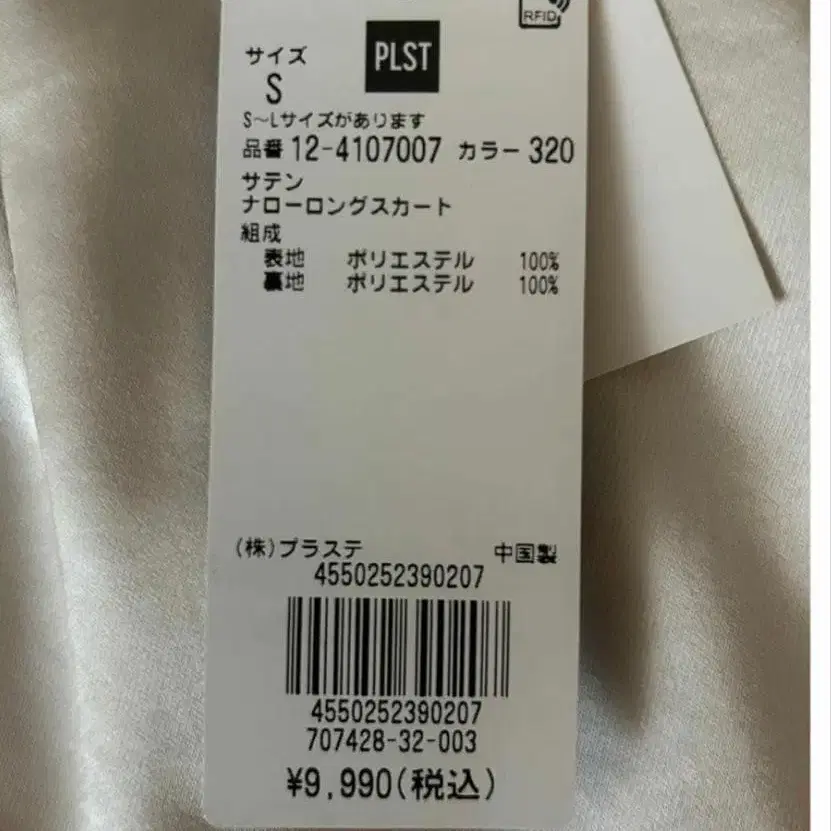 RFID
PLST
サイズ
S
S~Lサイズがあります
品番 12-4107007 カラー 320
サテン
ナローロングスカート
組成
表地 ポリエステル 100%
裏地 ポリエステル 100%
(株)プラステ 中国製
4550252390207
4550252390207
707428-32-003
¥9,990(税込)